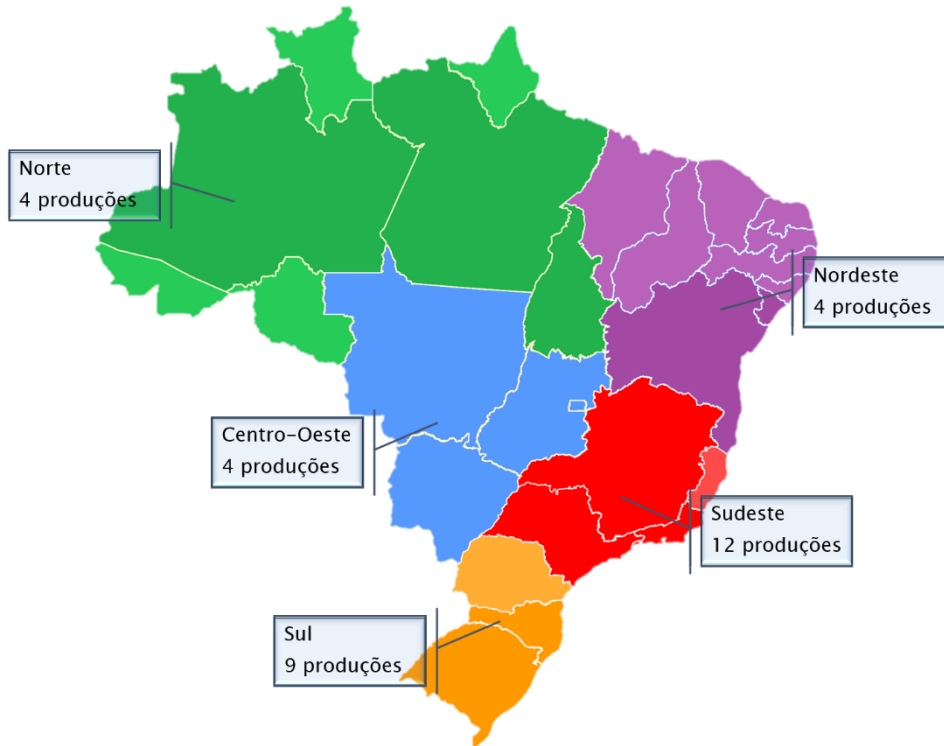 Norte
4 produções
Nordeste
4 produções
Centro-Oeste
4 produções
Sudeste
12 produções
Sul
9 produções